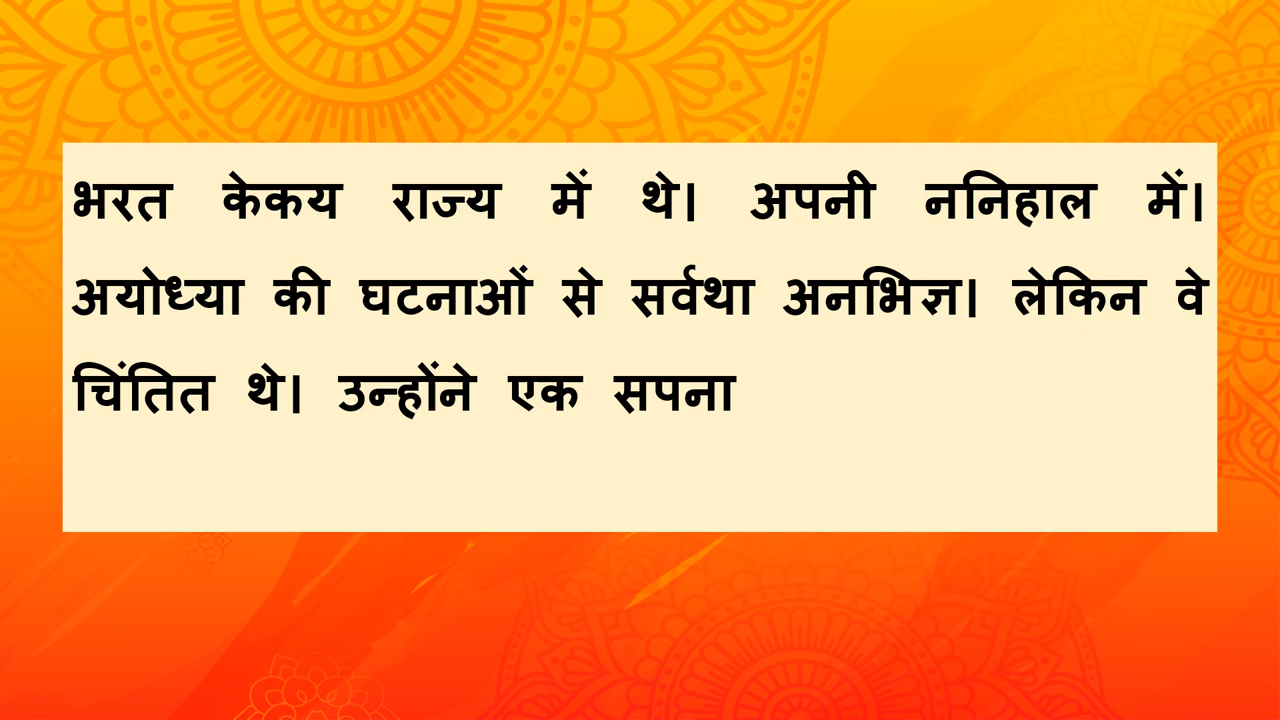 भरत केकय राज्य में थे। अपनी ननिहाल में।
अयोध्या की घटनाओं से सर्वथा अनभिज्ञ। लेकिन वे
चिंतित थे। उन्होंने एक सपना